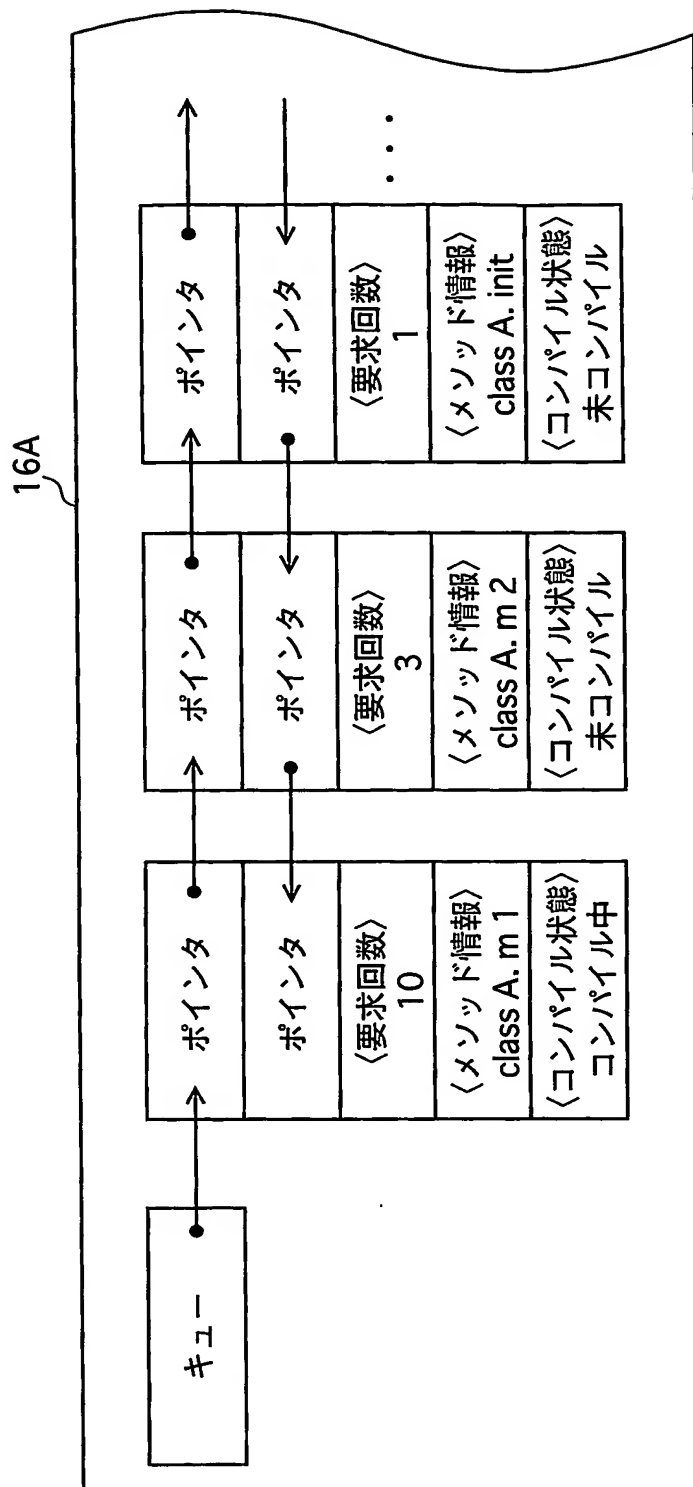 16A
キュー
ポインタ
ポインタ
〈要求回数〉
10
〈メソッド情報〉
class A. m 1
〈コンパイル状態〉
コンパイル中
ポインタ
ポインタ
〈要求回数〉
3
〈メソッド情報〉
class A. m 2
〈コンパイル状態〉
未コンパイル
ポインタ
ポインタ
〈要求回数〉
1
〈メソッド情報〉
class A. init
〈コンパイル状態〉
未コンパイル
・・・